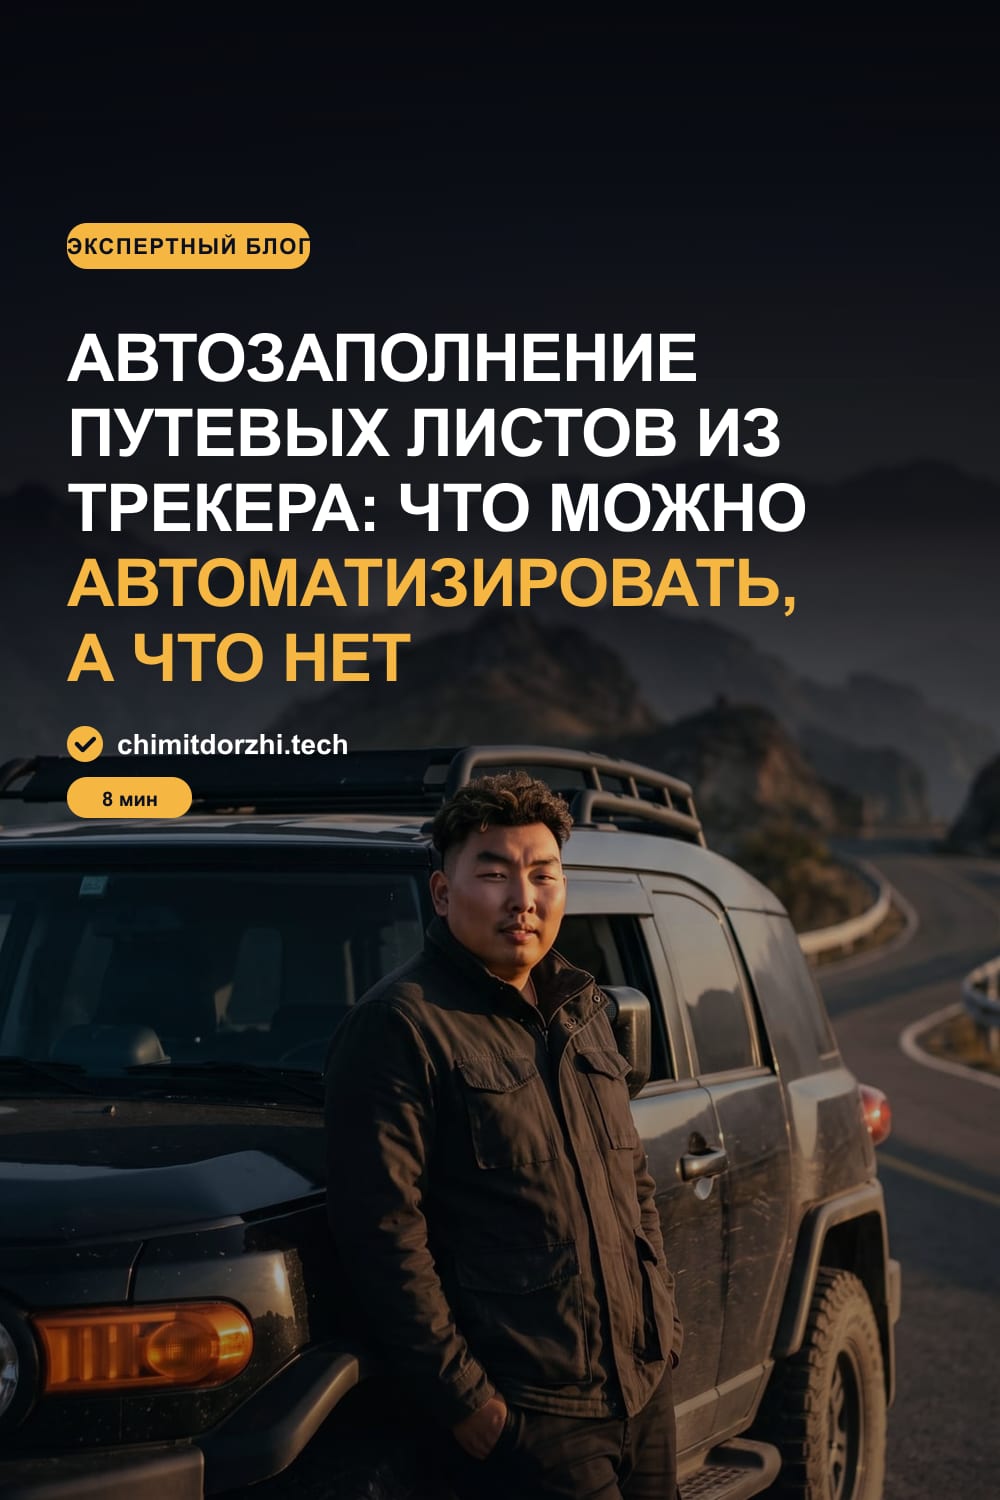 ЭКСПЕРТНЫЙ БЛОГ
АВТОЗАПОЛНЕНИЕ
ПУТЕВЫХ ЛИСТОВ ИЗ
ТРЕКЕРА: ЧТО МОЖНО
АВТОМАТИЗИРОВАТЬ,
А ЧТО НЕТ
chimitdorzhi.tech
8 мин